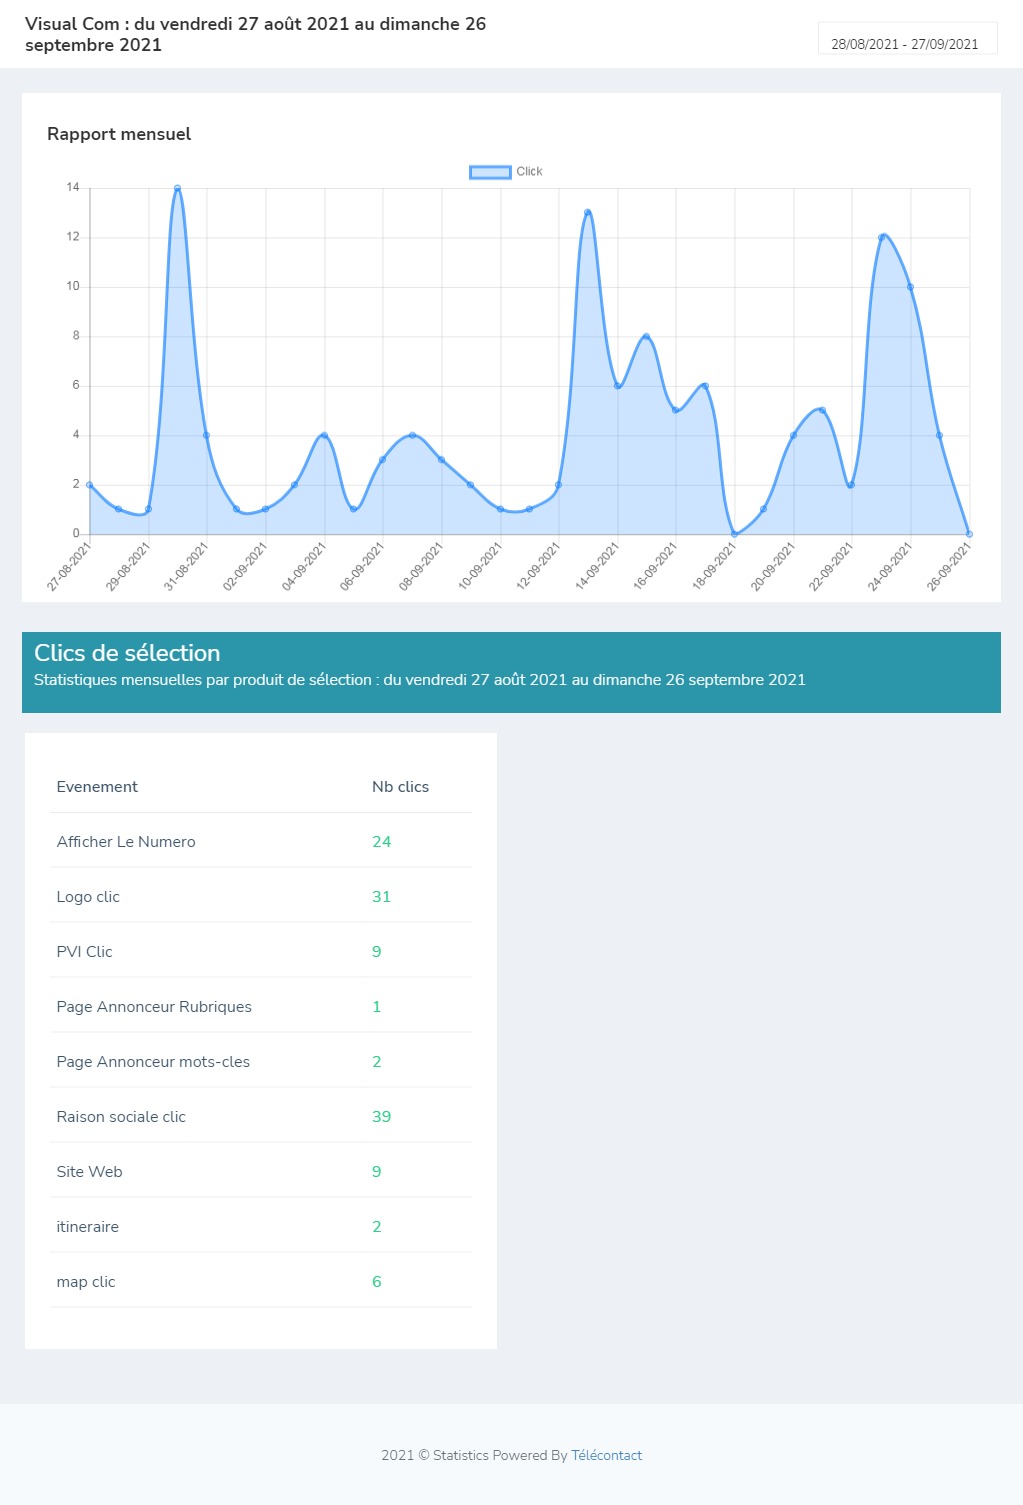 Visual Com : du vendredi 27 août 2021 au dimanche 26
septembre 2021
28/08/2021 - 27/09/2021
Rapport mensuel
Click
14
12
10
8
6
4
2
0
27-08-2021 29-08-2021 31-08-2021 02-09-2021 04-09-2021 06-09-2021 08-09-2021 10-09-2021 12-09-2021 14-09-2021 16-09-2021 18-09-2021 20-09-2021 22-09-2021 24-09-2021 26-09-2021
Clics de sélection
Statistiques mensuelles par produit de sélection : du vendredi 27 août 2021 au dimanche 26 septembre 2021
Evenement Nb clics
Afficher Le Numero 24
Logo clic 31
PVI Clic 9
Page Annonceur Rubriques 1
Page Annonceur mots-cles 2
Raison sociale clic 39
Site Web 9
itineraire 2
map clic 6
2021 © Statistics Powered By Télécontact